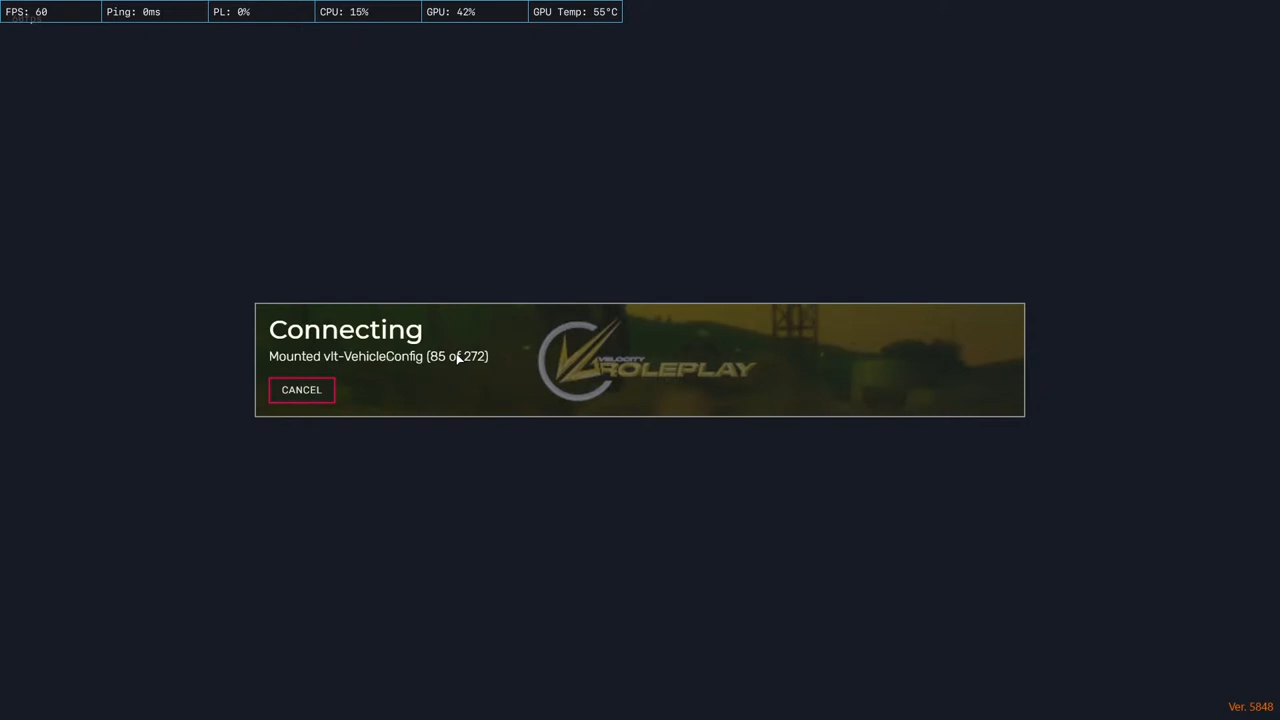 FPS: 60 Ping: 0ms PL: 0% CPU: 15% GPU: 42% GPU Temp: 55°C
Connecting
Mounted vlt-VehicleConfig (85 of 272)
CANCEL
VELOCITY
ROLEPLAY
Ver. 5848